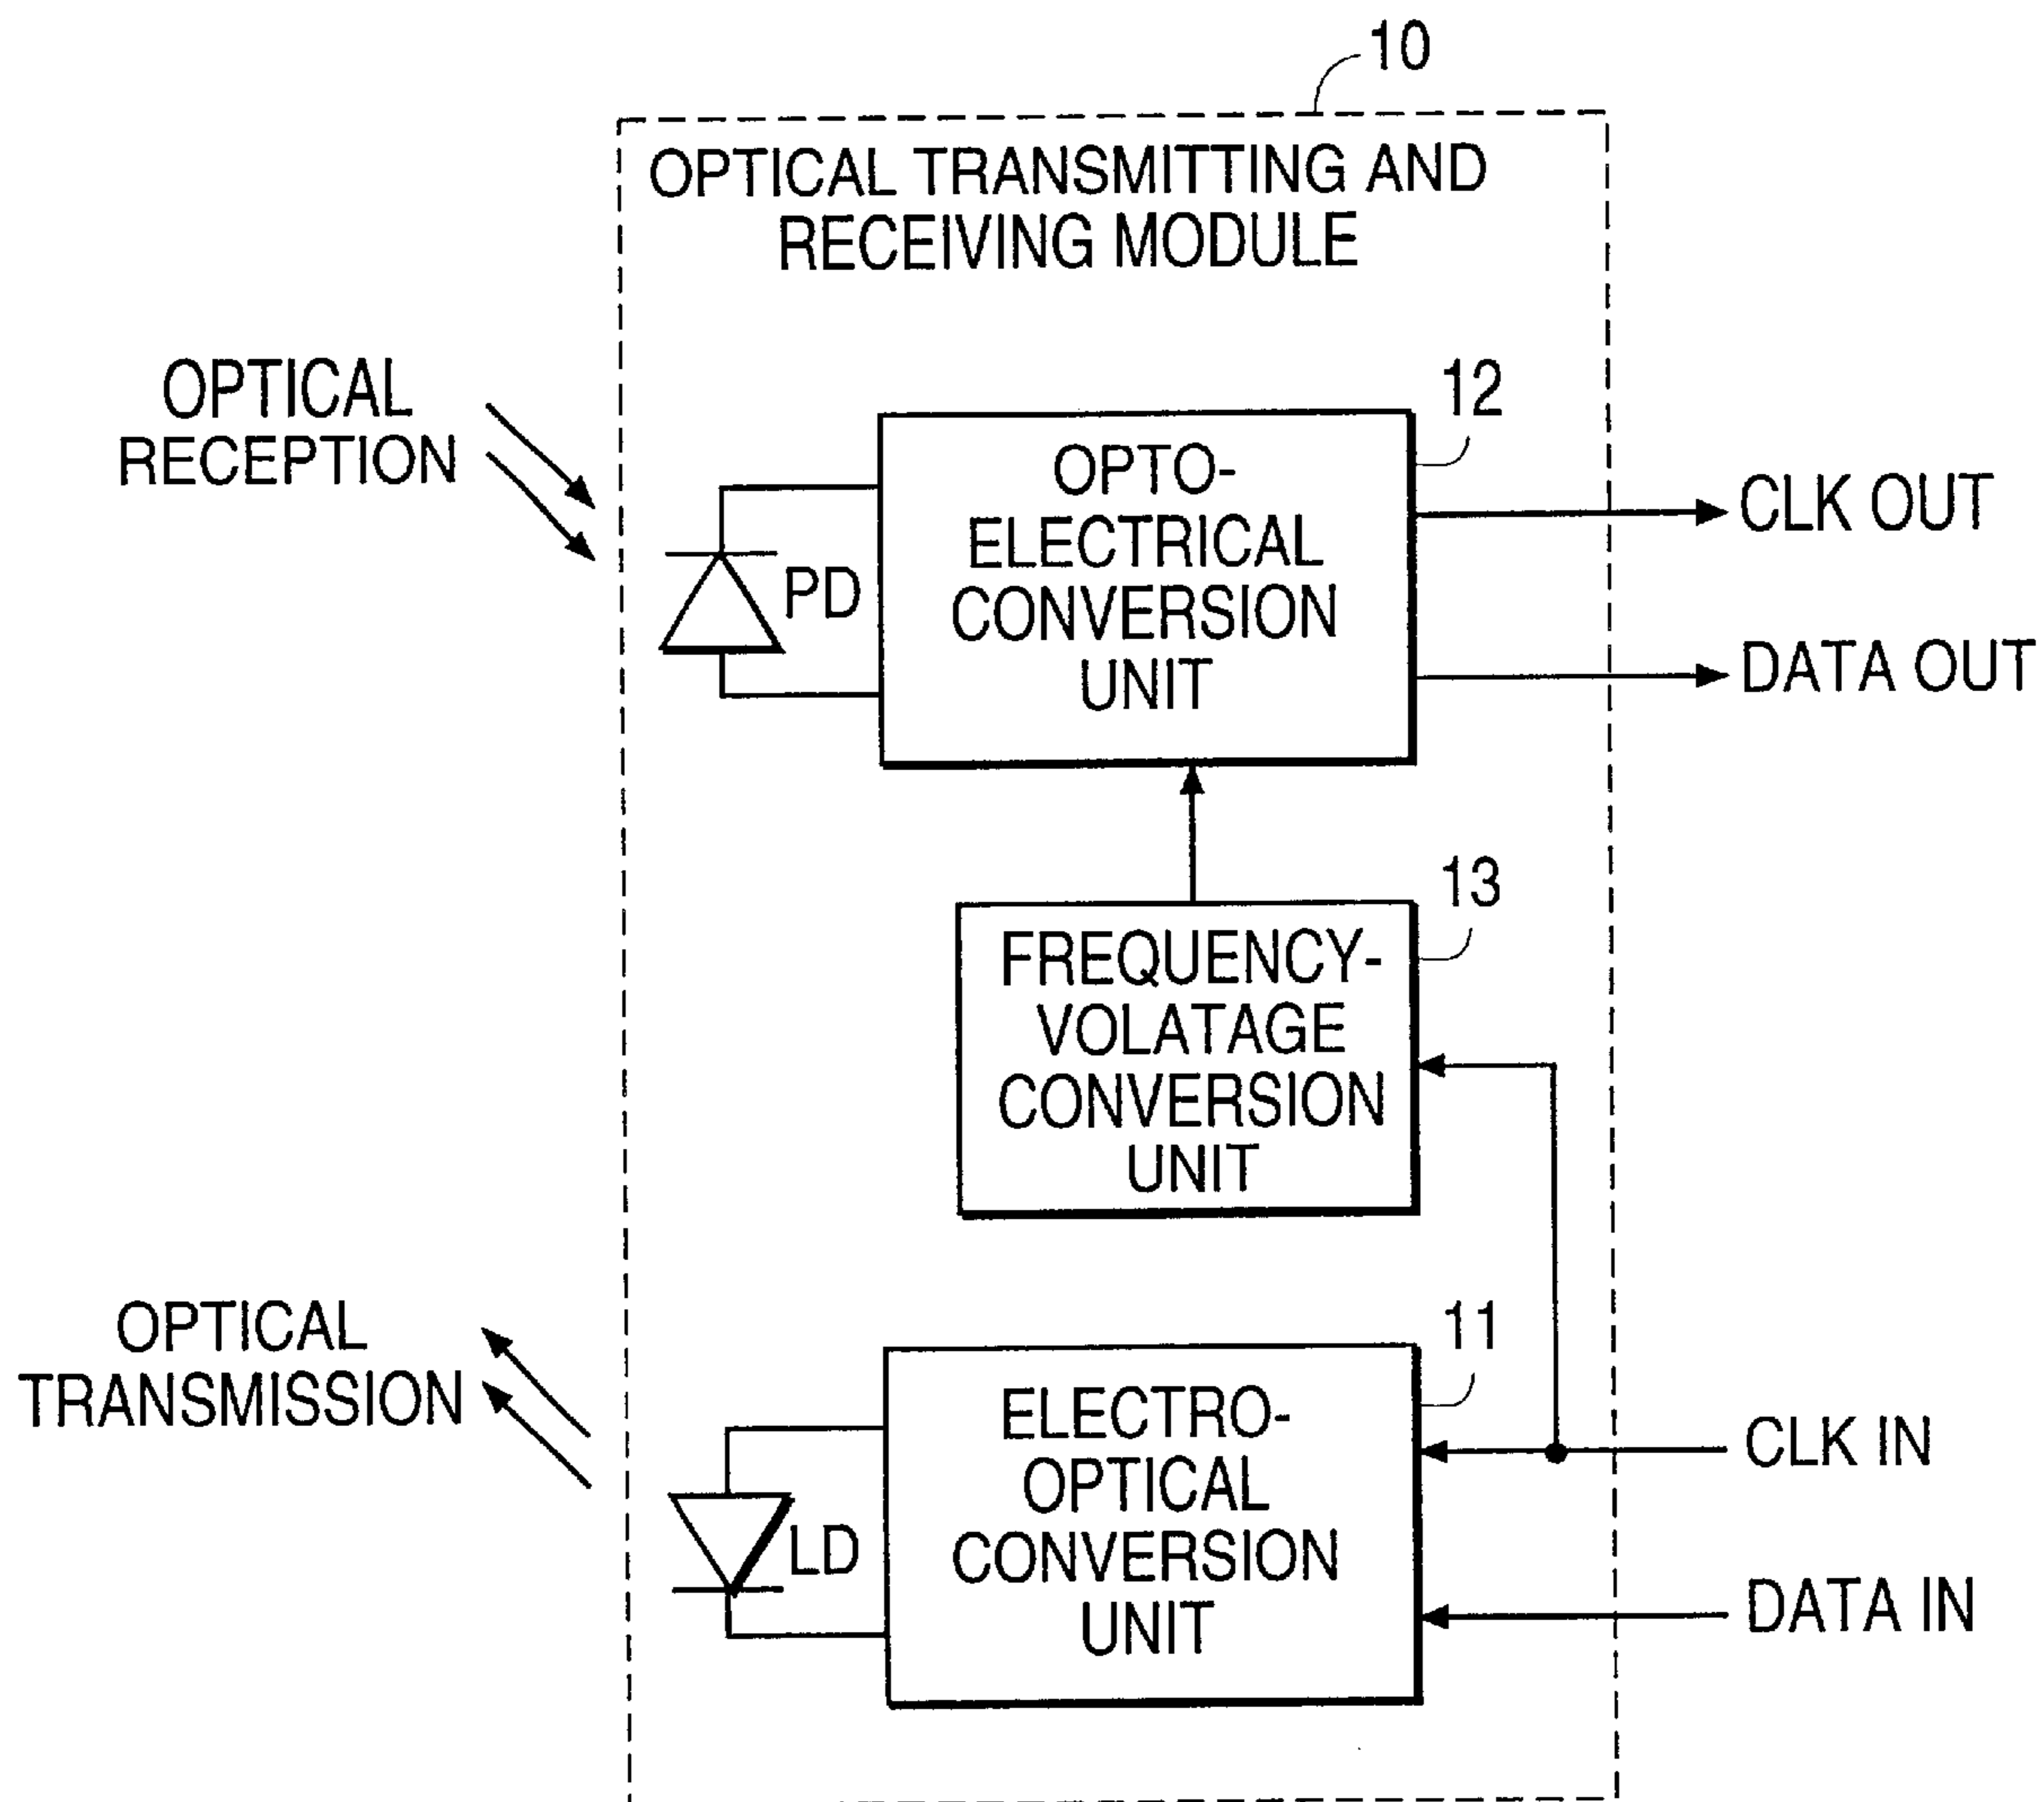 10
OPTICAL TRANSMITTING AND
RECEIVING MODULE
OPTICAL
RECEPTION
12
OPTO-
ELECTRICAL
CONVERSION
UNIT
PD
CLK OUT
DATA OUT
13
FREQUENCY-
VOLATAGE
CONVERSION
UNIT
OPTICAL
TRANSMISSION
11
ELECTRO-
OPTICAL
CONVERSION
UNIT
LD
CLK IN
DATA IN